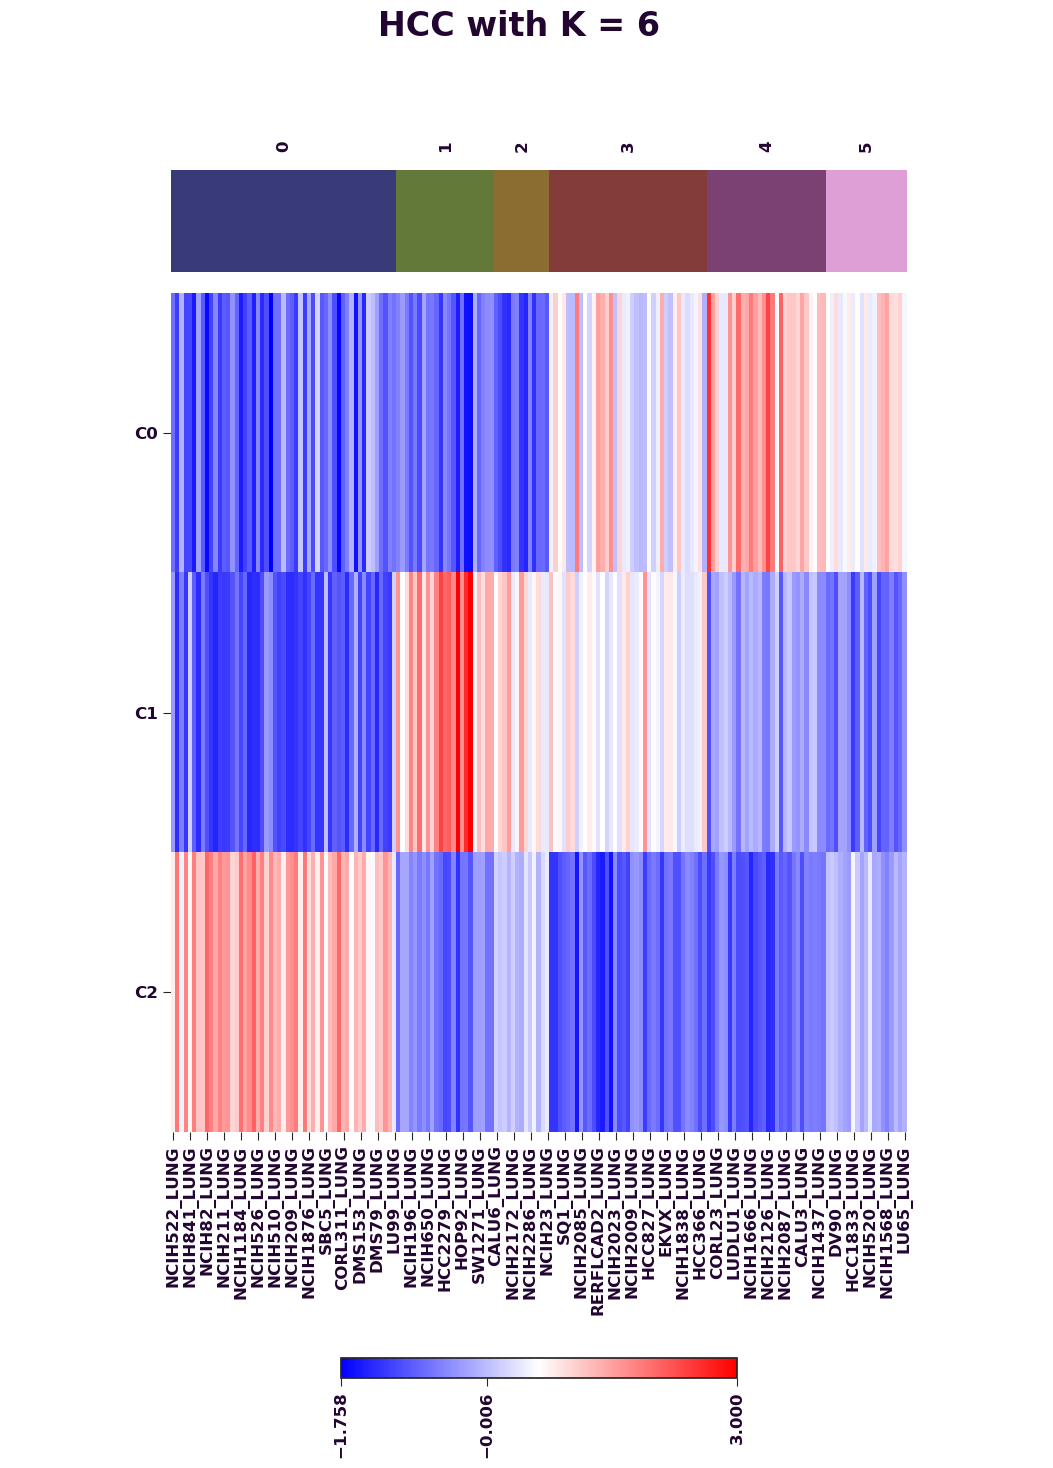 HCC with K = 6
0
1
2
3
4
5
C0
C1
C2
NCIH522_LUNG
NCIH841_LUNG
NCIH82_LUNG
NCIH211_LUNG
NCIH1184_LUNG
NCIH526_LUNG
NCIH510_LUNG
NCIH209_LUNG
NCIH1876_LUNG
SBC5_LUNG
CORL311_LUNG
DMS153_LUNG
DMS79_LUNG
LU99_LUNG
NCIH196_LUNG
NCIH650_LUNG
HCC2279_LUNG
HOP92_LUNG
SW1271_LUNG
CALU6_LUNG
NCIH2172_LUNG
NCIH2286_LUNG
NCIH23_LUNG
SQ1_LUNG
NCIH2085_LUNG
RERFLCAD2_LUNG
NCIH2023_LUNG
NCIH2009_LUNG
HCC827_LUNG
EKVX_LUNG
NCIH1838_LUNG
HCC366_LUNG
CORL23_LUNG
LUDLU1_LUNG
NCIH1666_LUNG
NCIH2126_LUNG
NCIH2087_LUNG
CALU3_LUNG
NCIH1437_LUNG
DV90_LUNG
HCC1833_LUNG
NCIH520_LUNG
NCIH1568_LUNG
LU65_LUNG
−1.758
−0.006
3.000